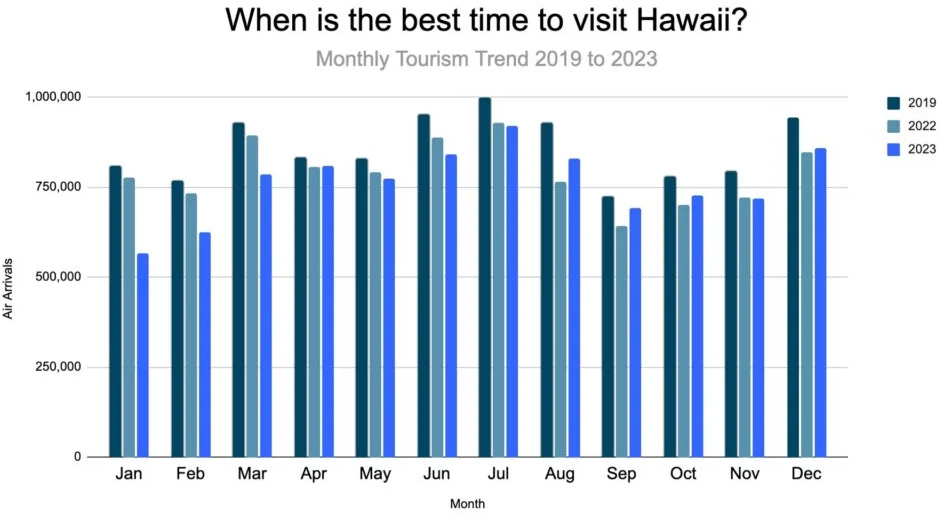 When is the best time to visit Hawaii?
Monthly Tourism Trend 2019 to 2023
1,000,000
750,000
500,000
250,000
0
Air Arrivals
2019
2022
2023
Jan Feb Mar Apr May Jun Jul Aug Sep Oct Nov Dec
Month